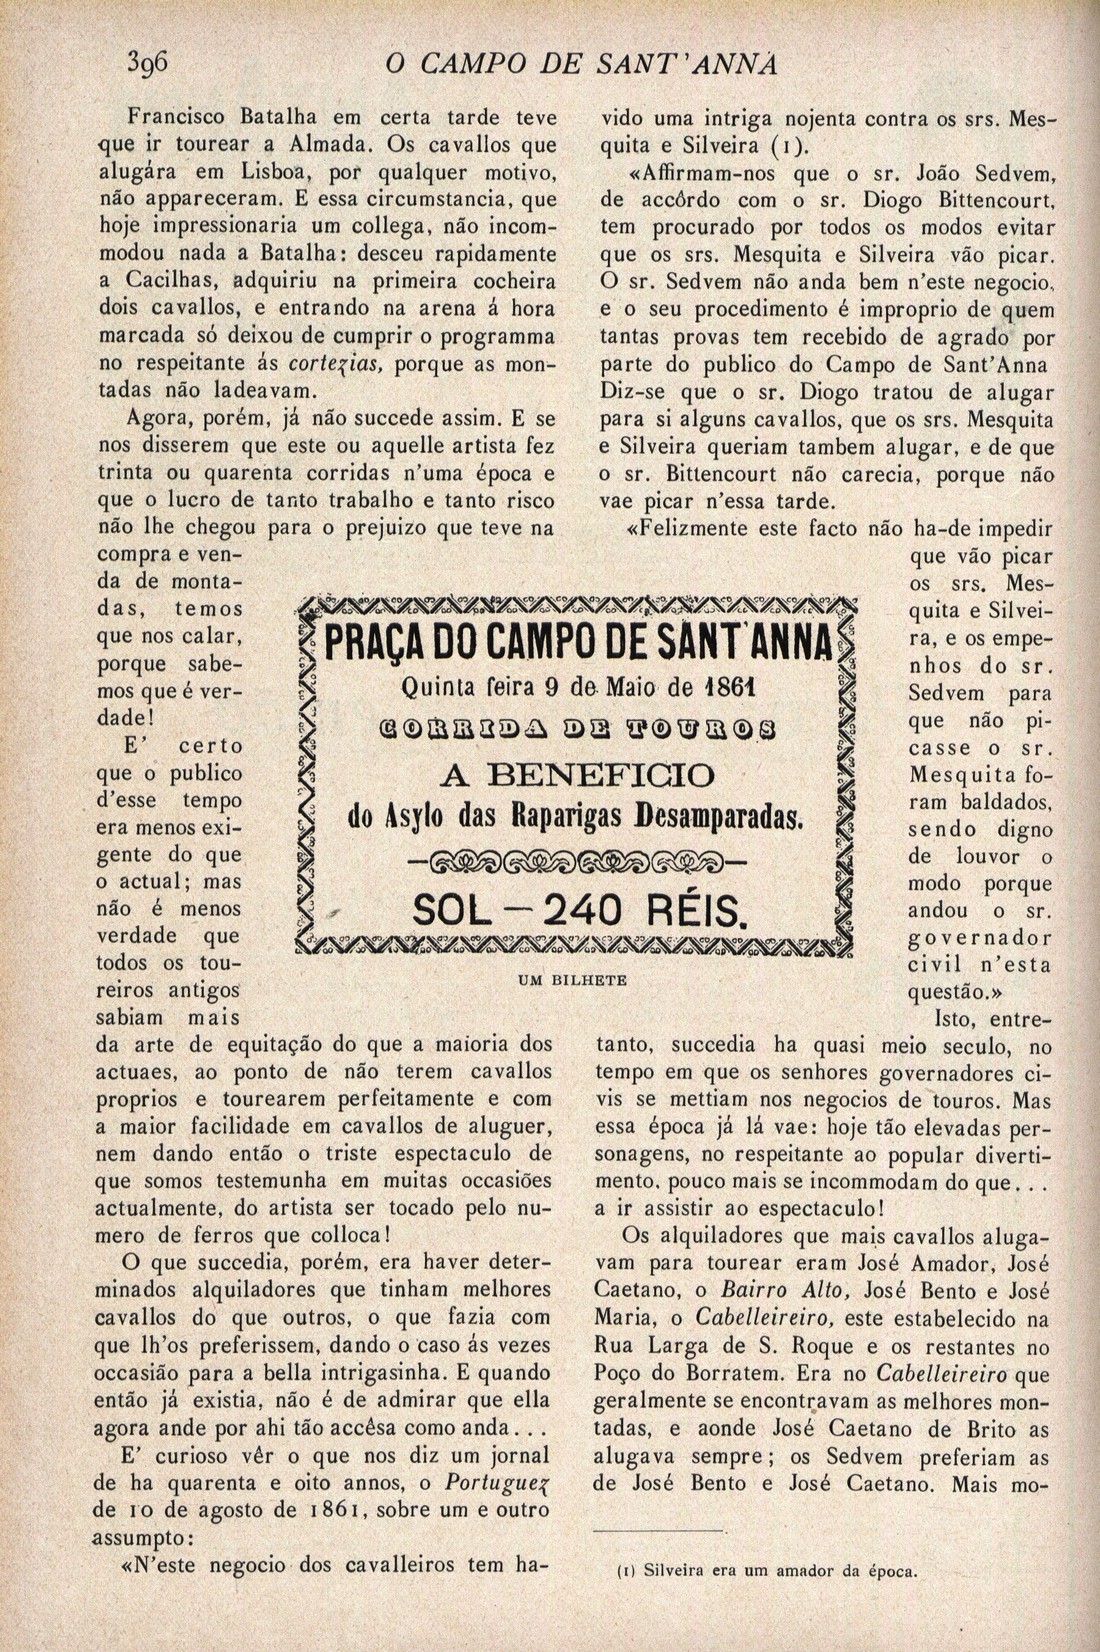 396
O CAMPO DE SANT'ANNA
Francisco Batalha em certa tarde teve
que ir tourear a Almada. Os cavallos que
alugára em Lisboa, por qualquer motivo,
não appareceram. E essa circumstancia, que
hoje impressionaria um collega, não incom-
modou nada a Batalha: desceu rapidamente
a Cacilhas, adquiriu na primeira cocheira
dois cavallos, e entrando na arena á hora
marcada só deixou de cumprir o programma
no respeitante ás cortezias, porque as mon-
tadas não ladeavam.
Agora, porém, já não succede assim. E se
nos disserem que este ou aquelle artista fez
trinta ou quarenta corridas n'uma época e
que o lucro de tanto trabalho e tanto risco
não lhe chegou para o prejuizo que teve na
compra e ven-
da de monta-
das, temos
que nos calar,
porque sabe-
mos que é ver-
dade!
E' certo
que o publico
d'esse tempo
era menos exi-
gente do que
o actual; mas
não é menos
verdade que
todos os tou-
reiros antigos
sabiam mais
da arte de equitação do que a maioria dos
actuaes, ao ponto de não terem cavallos
proprios e tourearem perfeitamente e com
a maior facilidade em cavallos de aluguer,
nem dando então o triste espectaculo de
que somos testemunha em muitas occasiões
actualmente, do artista ser tocado pelo nu-
mero de ferros que colloca!
O que succedia, porém, era haver deter-
minados alquiladores que tinham melhores
cavallos do que outros, o que fazia com
que lh'os preferissem, dando o caso ás vezes
occasião para a bella intrigasinha. E quando
então já existia, não é de admirar que ella
agora ande por ahi tão accêsa como anda...
E' curioso vêr o que nos diz um jornal
de ha quarenta e oito annos, o Portuguez
de 10 de agosto de 1861, sobre um e outro
assumpto:
«N'este negocio dos cavalleiros tem ha-
PRAÇA DO CAMPO DE SANT'ANNA
Quinta feira 9 de Maio de 1861
CORRIDA DE TOUROS
A BENEFICIO
do Asylo das Raparigas Desamparadas.
SOL — 240 RÉIS.
UM BILHETE
vido uma intriga nojenta contra os srs. Mes-
quita e Silveira (1).
«Affirmam-nos que o sr. João Sedvem,
de accôrdo com o sr. Diogo Bittencourt,
tem procurado por todos os modos evitar
que os srs. Mesquita e Silveira vão picar.
O sr. Sedvem não anda bem n'este negocio,
e o seu procedimento é improprio de quem
tantas provas tem recebido de agrado por
parte do publico do Campo de Sant'Anna
Diz-se que o sr. Diogo tratou de alugar
para si alguns cavallos, que os srs. Mesquita
e Silveira queriam tambem alugar, e de que
o sr. Bittencourt não carecia, porque não
vae picar n'essa tarde.
«Felizmente este facto não ha-de impedir
que vão picar
os srs. Mes-
quita e Silvei-
ra, e os empe-
nhos do sr.
Sedvem para
que não pi-
casse o sr.
Mesquita fo-
ram baldados,
sendo digno
de louvor o
modo porque
andou o sr.
governador
civil n'esta
questão.»
Isto, entre-
tanto, succedia ha quasi meio seculo, no
tempo em que os senhores governadores ci-
vis se mettiam nos negocios de touros. Mas
essa época já lá vae: hoje tão elevadas per-
sonagens, no respeitante ao popular diverti-
mento, pouco mais se incommodam do que...
a ir assistir ao espectaculo!
Os alquiladores que mais cavallos aluga-
vam para tourear eram José Amador, José
Caetano, o Bairro Alto, José Bento e José
Maria, o Cabelleireiro, este estabelecido na
Rua Larga de S. Roque e os restantes no
Poço do Borratem. Era no Cabelleireiro que
geralmente se encontravam as melhores mon-
tadas, e aonde José Caetano de Brito as
alugava sempre; os Sedvem preferiam as
de José Bento e José Caetano. Mais mo-
(1) Silveira era um amador da época.